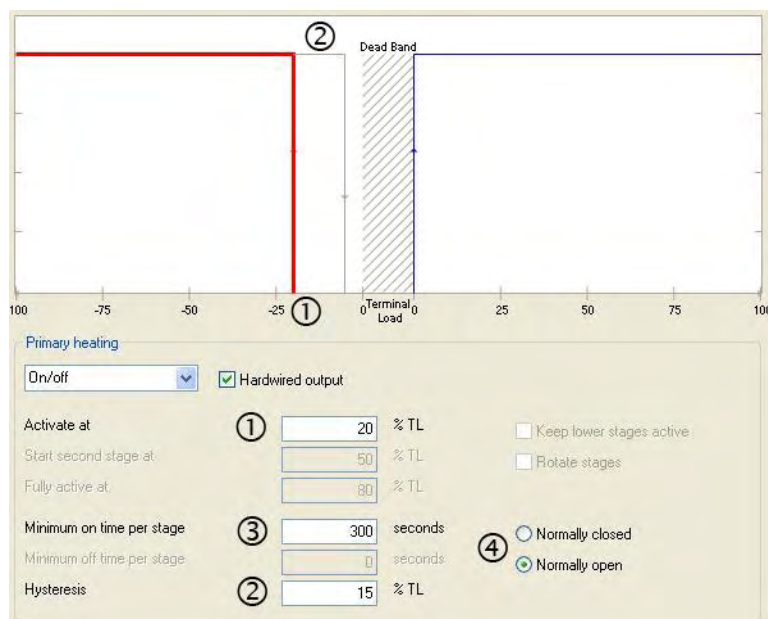 ②
Dead Band
100 -75 -50 -25 ① 0 Terminal Load 0 25 50 75 100
Primary heating
On/off Hardwired output
Activate at ① 20 % TL Keep lower stages active
Start second stage at 50 % TL Rotate stages
Fully active at 80 % TL
Minimum on time per stage ③ 300 seconds ④ Normally closed
Minimum off time per stage 0 seconds Normally open
Hysteresis ② 15 % TL